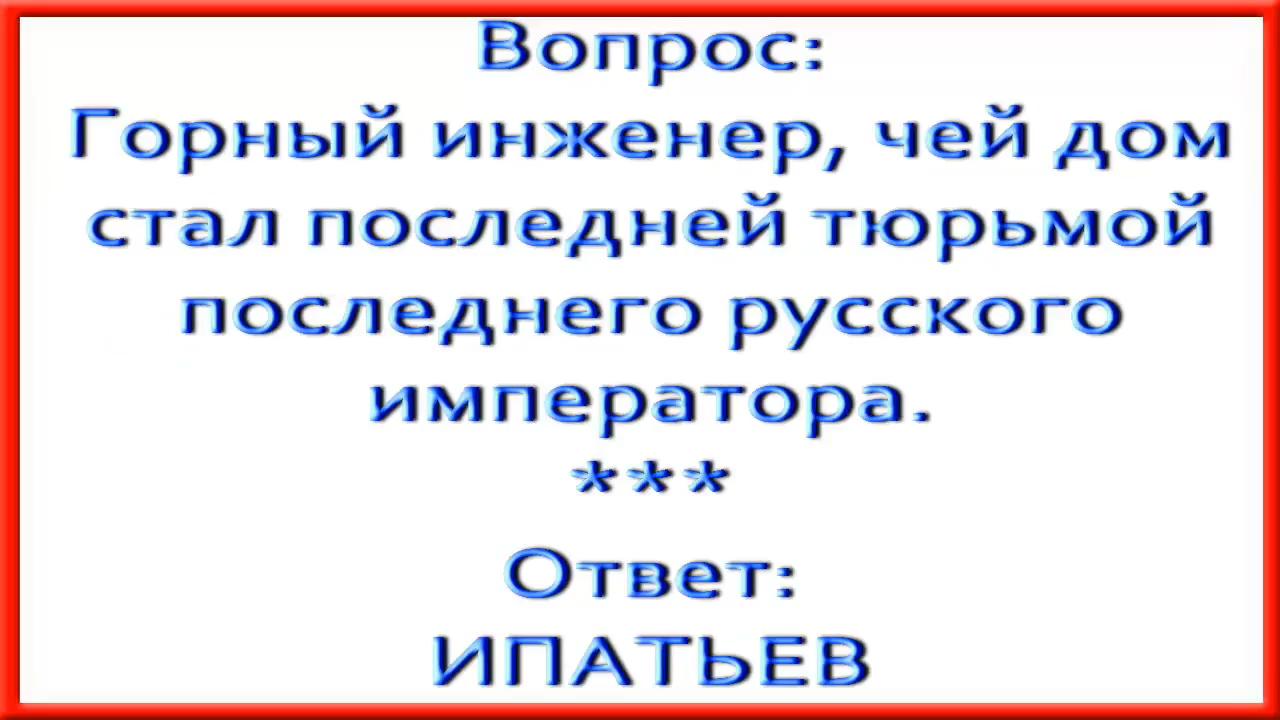 Вопрос:
Горный инженер, чей дом
стал последней тюрьмой
последнего русского
императора.
***
Ответ:
ИПАТЬЕВ